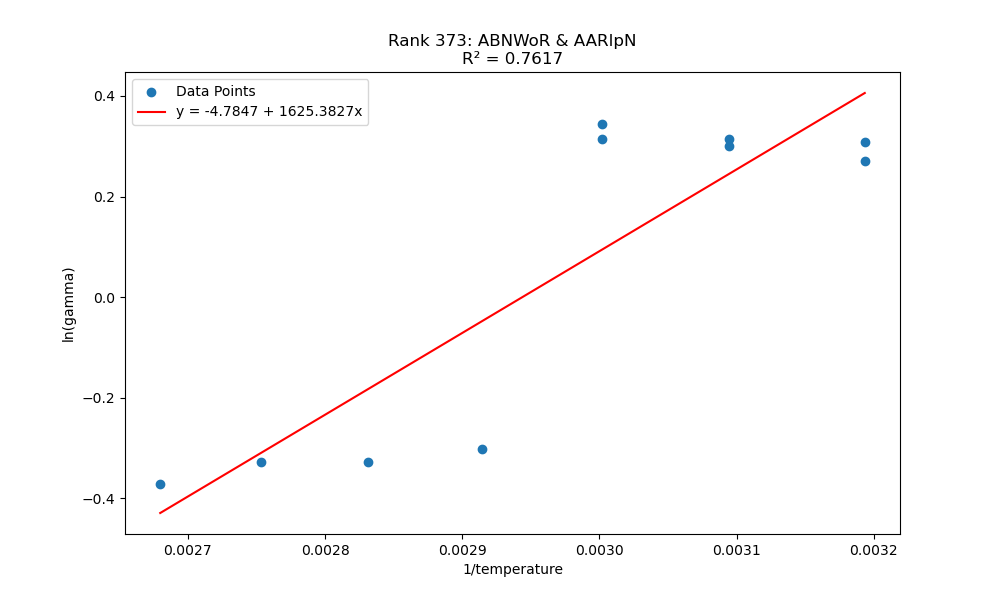 Rank 373: ABNWoR & AARlpN
R² = 0.7617
Data Points
y = -4.7847 + 1625.3827x
ln(gamma)
0.4
0.2
0.0
−0.2
−0.4
0.0027 0.0028 0.0029 0.0030 0.0031 0.0032
1/temperature